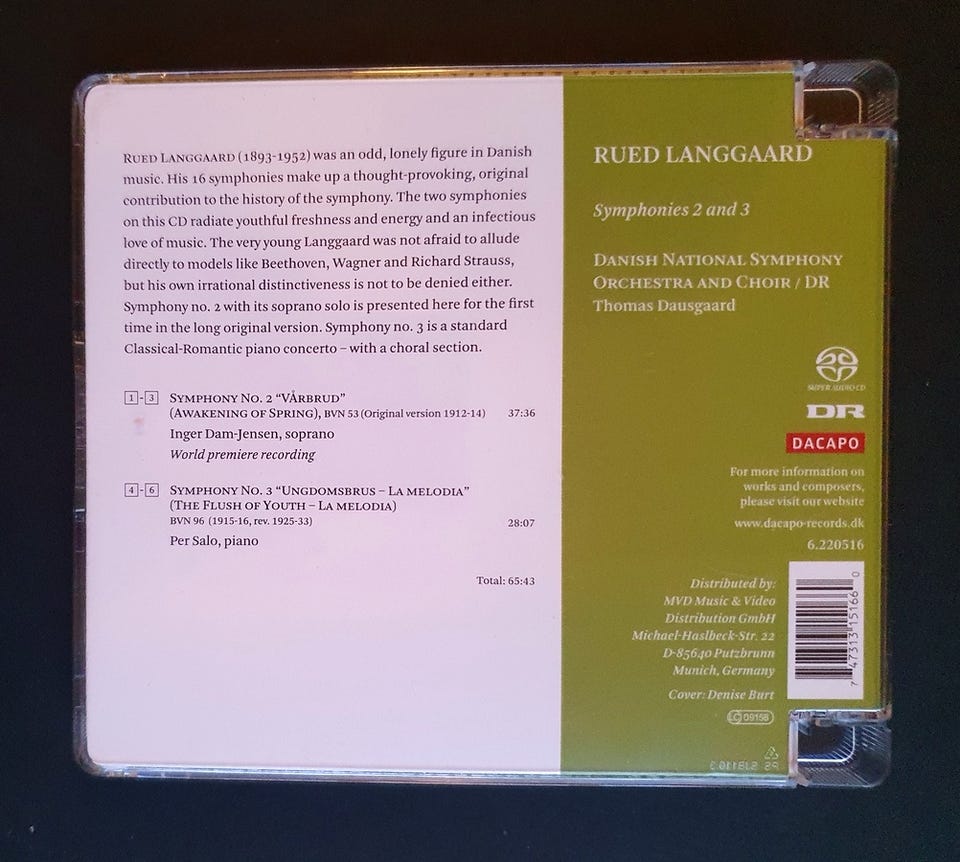 RUED LANGGAARD (1893-1952) was an odd, lonely figure in Danish
music. His 16 symphonies make up a thought-provoking, original
contribution to the history of the symphony. The two symphonies
on this CD radiate youthful freshness and energy and an infectious
love of music. The very young Langgaard was not afraid to allude
directly to models like Beethoven, Wagner and Richard Strauss,
but his own irrational distinctiveness is not to be denied either.
Symphony no. 2 with its soprano solo is presented here for the first
time in the long original version. Symphony no. 3 is a standard
Classical-Romantic piano concerto – with a choral section.
1-3 SYMPHONY NO. 2 “VÅRBRUD”
(AWAKENING OF SPRING), BVN 53 (Original version 1912-14) 37:36
Inger Dam-Jensen, soprano
World premiere recording
4-6 SYMPHONY NO. 3 “UNGDOMSBRUS – LA MELODIA”
(THE FLUSH OF YOUTH – LA MELODIA)
BVN 96 (1915-16, rev. 1925-33) 28:07
Per Salo, piano
Total: 65:43
RUED LANGGAARD
Symphonies 2 and 3
DANISH NATIONAL SYMPHONY
ORCHESTRA AND CHOIR / DR
Thomas Dausgaard
SUPER AUDIO CD
DR
DACAPO
For more information on
works and composers,
please visit our website
www.dacapo-records.dk
6.220516
Distributed by:
MVD Music & Video
Distribution GmbH
Michael-Haslbeck-Str. 22
D-85640 Putzbrunn
Munich, Germany
Cover: Denise Burt
LC 09158
7 47313 15166 0